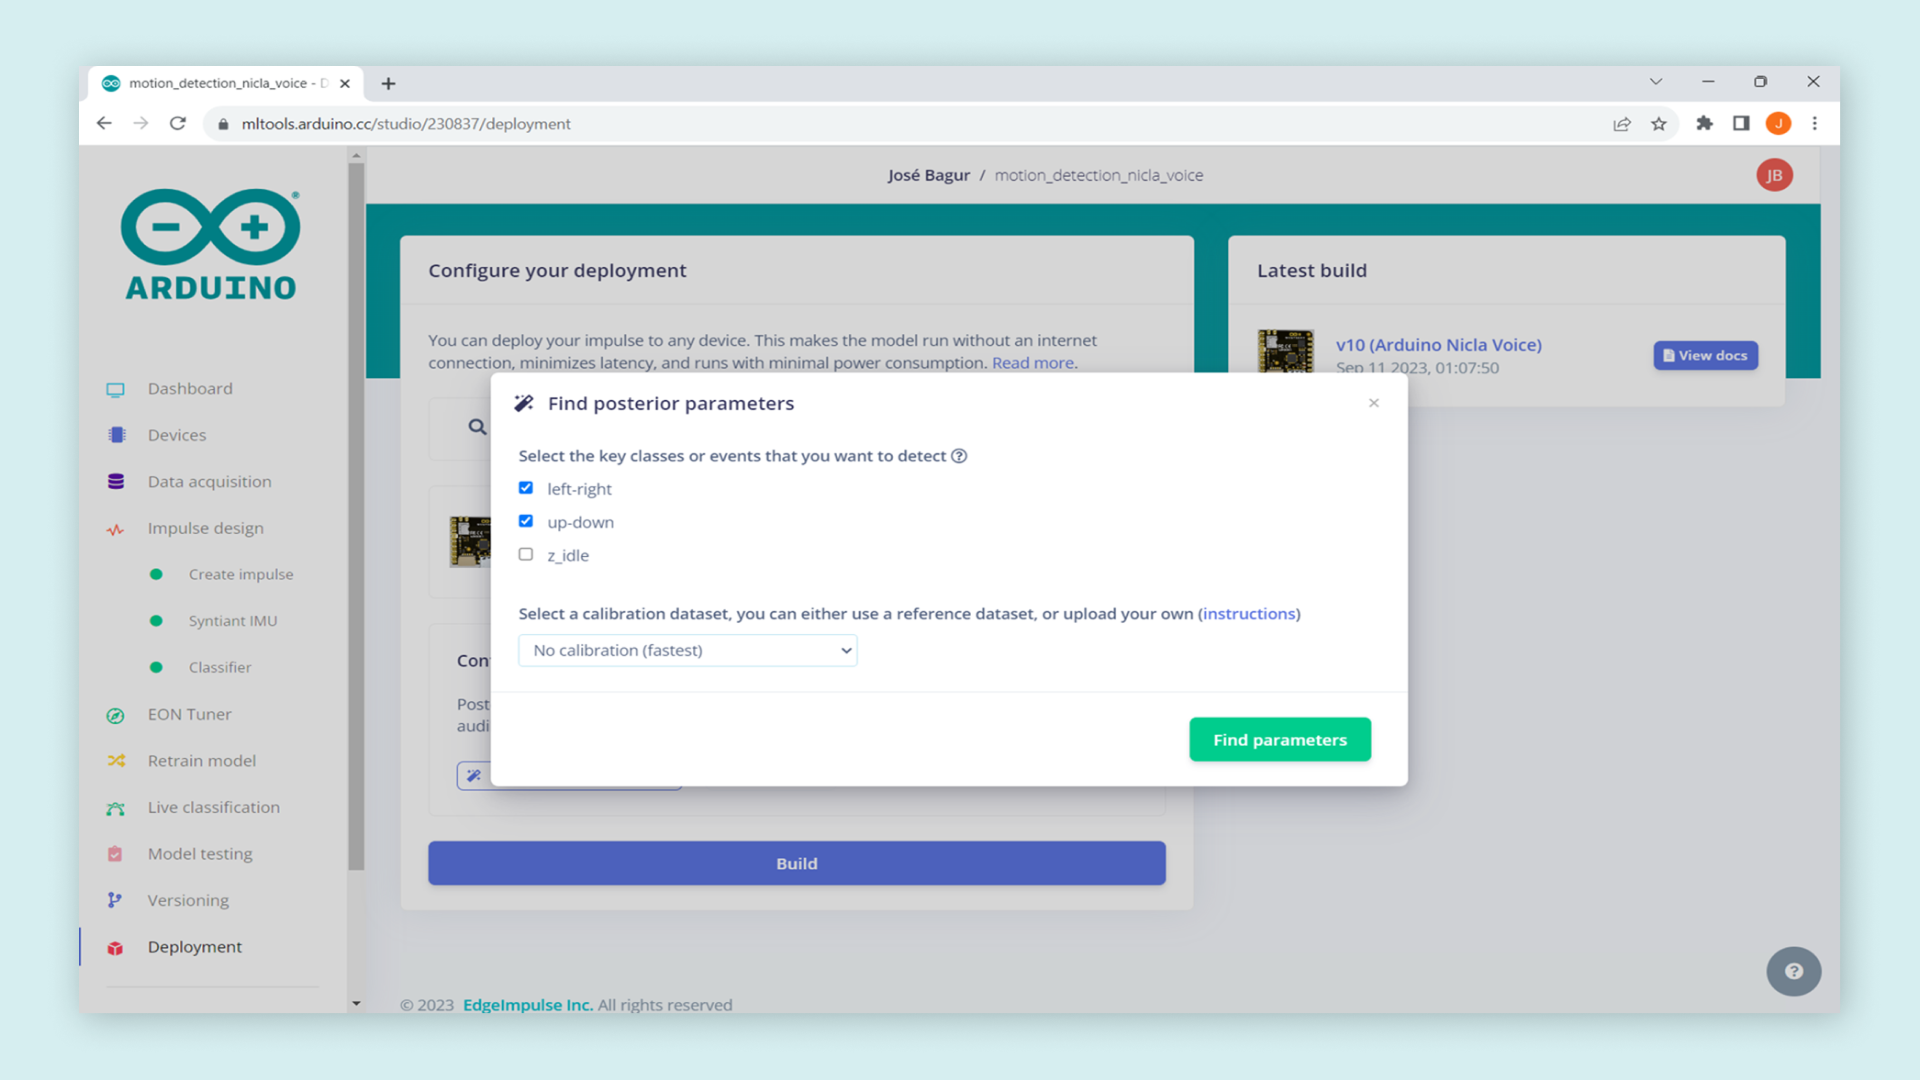 motion_detection_nicla_voice - D
mltools.arduino.cc/studio/230837/deployment
J
José Bagur / motion_detection_nicla_voice
JB
ARDUINO
Dashboard
Devices
Data acquisition
Impulse design
Create impulse
Syntiant IMU
Classifier
EON Tuner
Retrain model
Live classification
Model testing
Versioning
Deployment
Configure your deployment
You can deploy your impulse to any device. This makes the model run without an internet
connection, minimizes latency, and runs with minimal power consumption. Read more.
Latest build
v10 (Arduino Nicla Voice)
Sep 11 2023, 01:07:50
View docs
Find posterior parameters
Select the key classes or events that you want to detect
left-right
up-down
z_idle
Select a calibration dataset, you can either use a reference dataset, or upload your own (instructions)
No calibration (fastest)
Find parameters
Con
Post
audi
Build
© 2023 EdgeImpulse Inc. All rights reserved